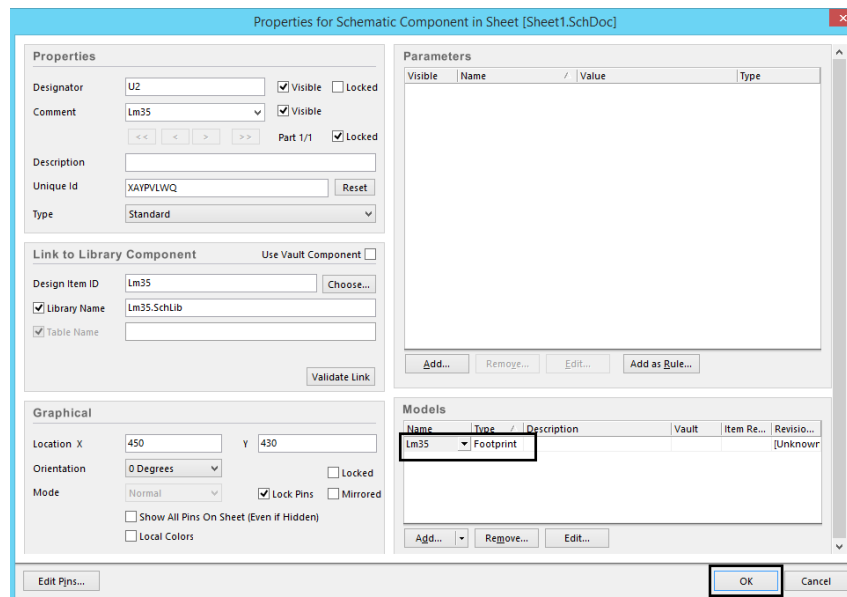 Properties for Schematic Component in Sheet [Sheet1.SchDoc]
Properties
Designator U2 Visible Locked
Comment Lm35 Visible
<< < > >> Part 1/1 Locked
Description
Unique Id XAYPVLWQ Reset
Type Standard
Link to Library Component Use Vault Component
Design Item ID Lm35 Choose...
Library Name Lm35.SchLib
Table Name
Validate Link
Graphical
Location X 450 Y 430
Orientation 0 Degrees Locked
Mode Normal Lock Pins Mirrored
Show All Pins On Sheet (Even if Hidden)
Local Colors
Parameters
Visible Name / Value Type
Add... Remove... Edit... Add as Rule...
Models
Name Type / Description Vault Item Re... Revisio...
Lm35 Footprint [Unknowr
Add... Remove... Edit...
Edit Pins... OK Cancel